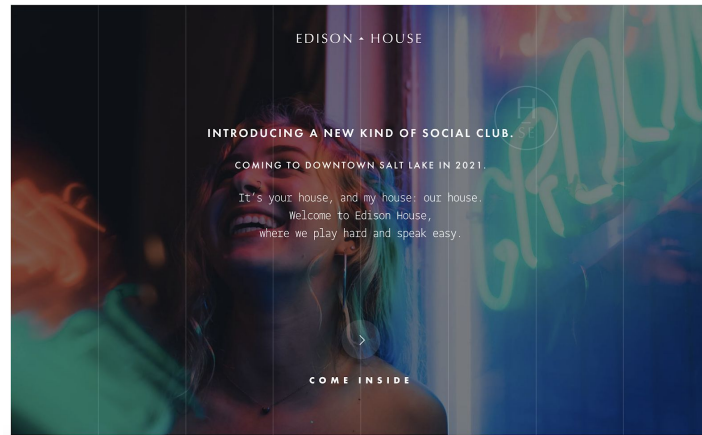 EDISON HOUSE
H
SE
INTRODUCING A NEW KIND OF SOCIAL CLUB.
COMING TO DOWNTOWN SALT LAKE IN 2021.
It's your house, and my house: our house.
Welcome to Edison House,
where we play hard and speak easy.
COME INSIDE